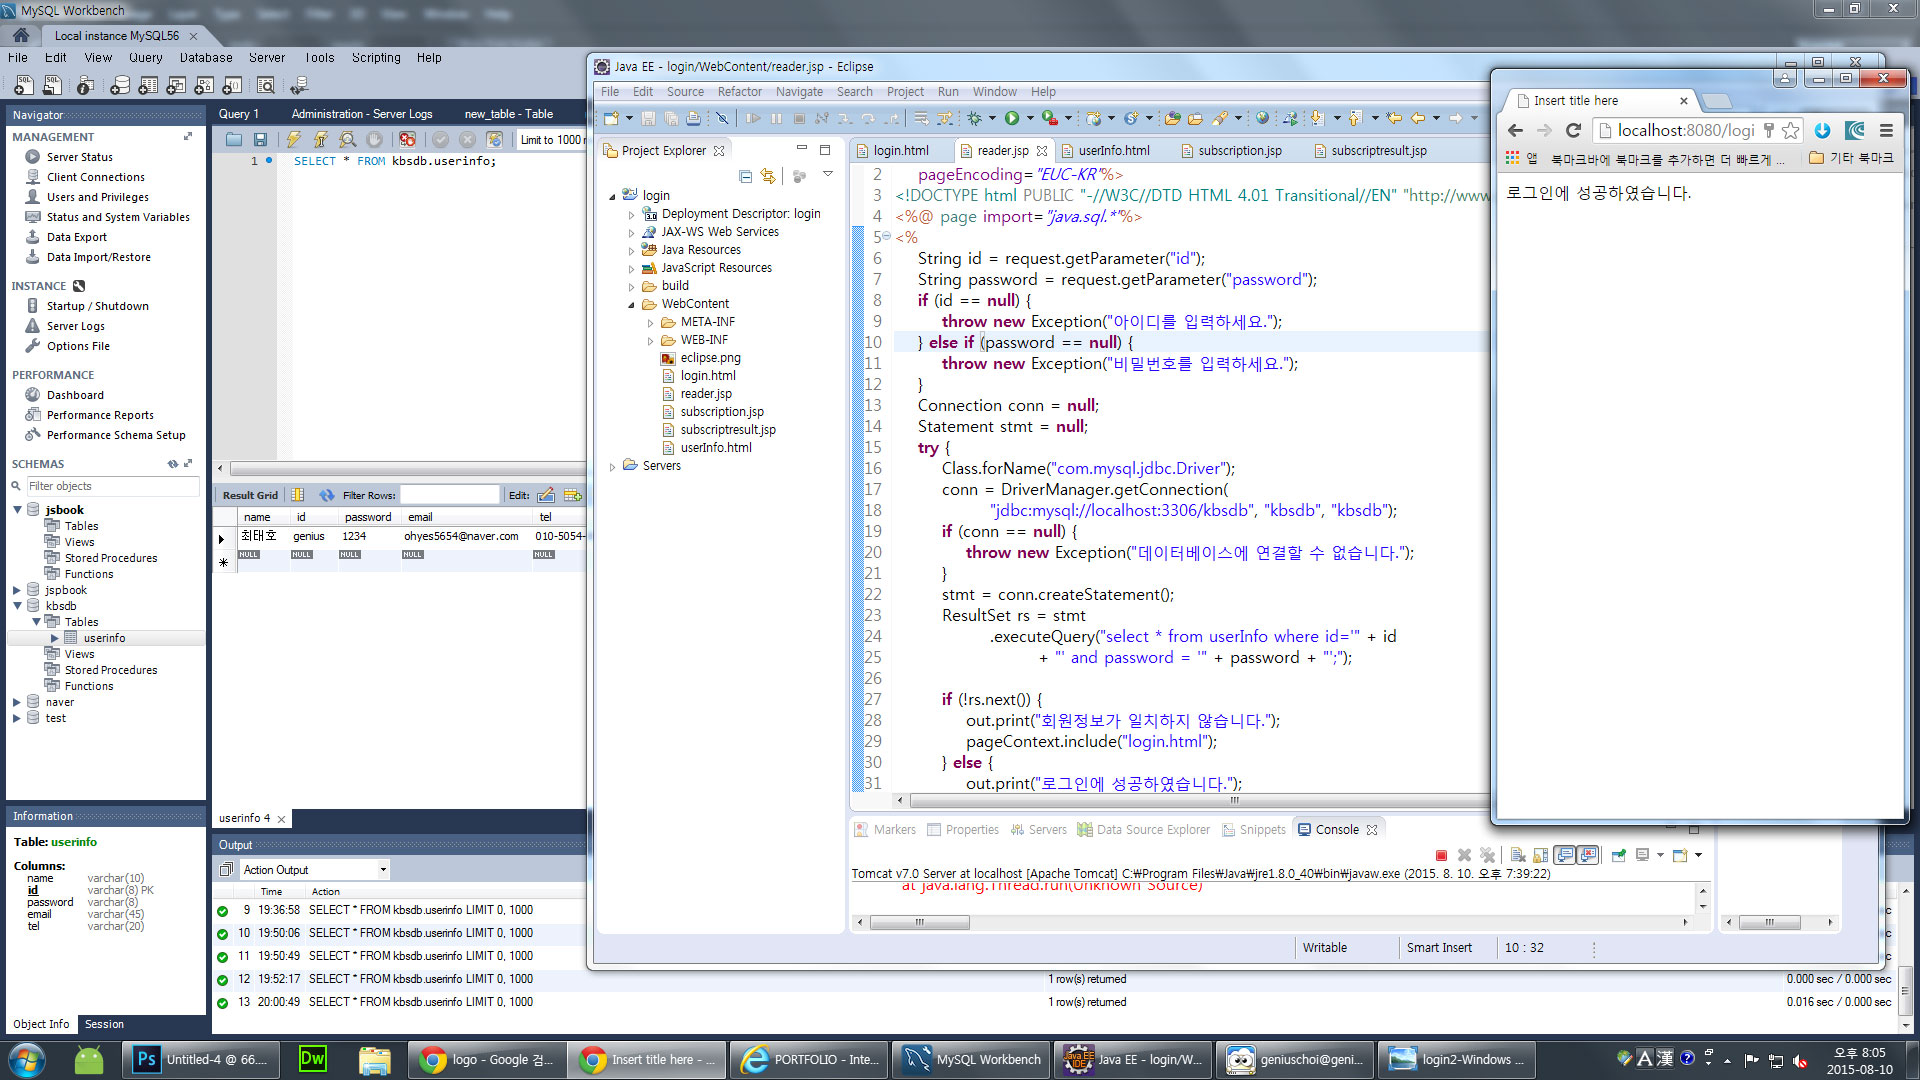 MySQL Workbench
Local instance MySQL56
File Edit View Query Database Server Tools Scripting Help
Navigator
MANAGEMENT
Server Status
Client Connections
Users and Privileges
Status and System Variables
Data Export
Data Import/Restore
INSTANCE
Startup / Shutdown
Server Logs
Options File
PERFORMANCE
Dashboard
Performance Reports
Performance Schema Setup
SCHEMAS
Filter objects
jsbook
Tables
Views
Stored Procedures
Functions
jspbook
kbsdb
Tables
userinfo
Views
Stored Procedures
Functions
naver
test
Information
Table: userinfo
Columns:
name varchar(10)
id varchar(8) PK
password varchar(8)
email varchar(45)
tel varchar(20)
Object Info Session
Query 1 Administration - Server Logs new_table - Table
Limit to 1000 r
1 SELECT * FROM kbsdb.userinfo;
Result Grid Filter Rows: Edit:
name id password email tel
최태호 genius 1234 ohyes5654@naver.com 010-5054-
NULL NULL NULL NULL NULL
userinfo 4
Output
Action Output
Time Action
9 19:36:58 SELECT * FROM kbsdb.userinfo LIMIT 0, 1000
10 19:50:06 SELECT * FROM kbsdb.userinfo LIMIT 0, 1000
11 19:50:49 SELECT * FROM kbsdb.userinfo LIMIT 0, 1000
12 19:52:17 SELECT * FROM kbsdb.userinfo LIMIT 0, 1000 1 row(s) returned 0.000 sec / 0.000 sec
13 20:00:49 SELECT * FROM kbsdb.userinfo LIMIT 0, 1000 1 row(s) returned 0.016 sec / 0.000 sec
Java EE - login/WebContent/reader.jsp - Eclipse
File Edit Source Refactor Navigate Search Project Run Window Help
Project Explorer
login
Deployment Descriptor: login
JAX-WS Web Services
Java Resources
JavaScript Resources
build
WebContent
META-INF
WEB-INF
eclipse.png
login.html
reader.jsp
subscription.jsp
subscriptresult.jsp
userInfo.html
Servers
login.html reader.jsp userInfo.html subscription.jsp subscriptresult.jsp
2 pageEncoding="EUC-KR"%>
3 <!DOCTYPE html PUBLIC "-//W3C//DTD HTML 4.01 Transitional//EN" "http://www
4 <%@ page import="java.sql.*"%>
5 <%
6 String id = request.getParameter("id");
7 String password = request.getParameter("password");
8 if (id == null) {
9 throw new Exception("아이디를 입력하세요.");
10 } else if (password == null) {
11 throw new Exception("비밀번호를 입력하세요.");
12 }
13 Connection conn = null;
14 Statement stmt = null;
15 try {
16 Class.forName("com.mysql.jdbc.Driver");
17 conn = DriverManager.getConnection(
18 "jdbc:mysql://localhost:3306/kbsdb", "kbsdb", "kbsdb");
19 if (conn == null) {
20 throw new Exception("데이터베이스에 연결할 수 없습니다.");
21 }
22 stmt = conn.createStatement();
23 ResultSet rs = stmt
24 .executeQuery("select * from userInfo where id='" + id
25 + "' and password = '" + password + "';");
26
27 if (!rs.next()) {
28 out.print("회원정보가 일치하지 않습니다.");
29 pageContext.include("login.html");
30 } else {
31 out.print("로그인에 성공하였습니다.");
Markers Properties Servers Data Source Explorer Snippets Console
Tomcat v7.0 Server at localhost [Apache Tomcat] C:₩Program Files₩Java₩jre1.8.0_40₩bin₩javaw.exe (2015. 8. 10. 오후 7:39:22)
at java.lang.Thread.run(Unknown Source)
Writable Smart Insert 10 : 32
Insert title here
localhost:8080/logi
앱 북마크바에 북마크를 추가하면 더 빠르게 ... 기타 북마크
로그인에 성공하였습니다.
Untitled-4 @ 66.... logo - Google 검... Insert title here - ... PORTFOLIO - Inte... MySQL Workbench Java EE - login/W... geniuschoi@geni... login2-Windows ...
A 漢
오후 8:05
2015-08-10